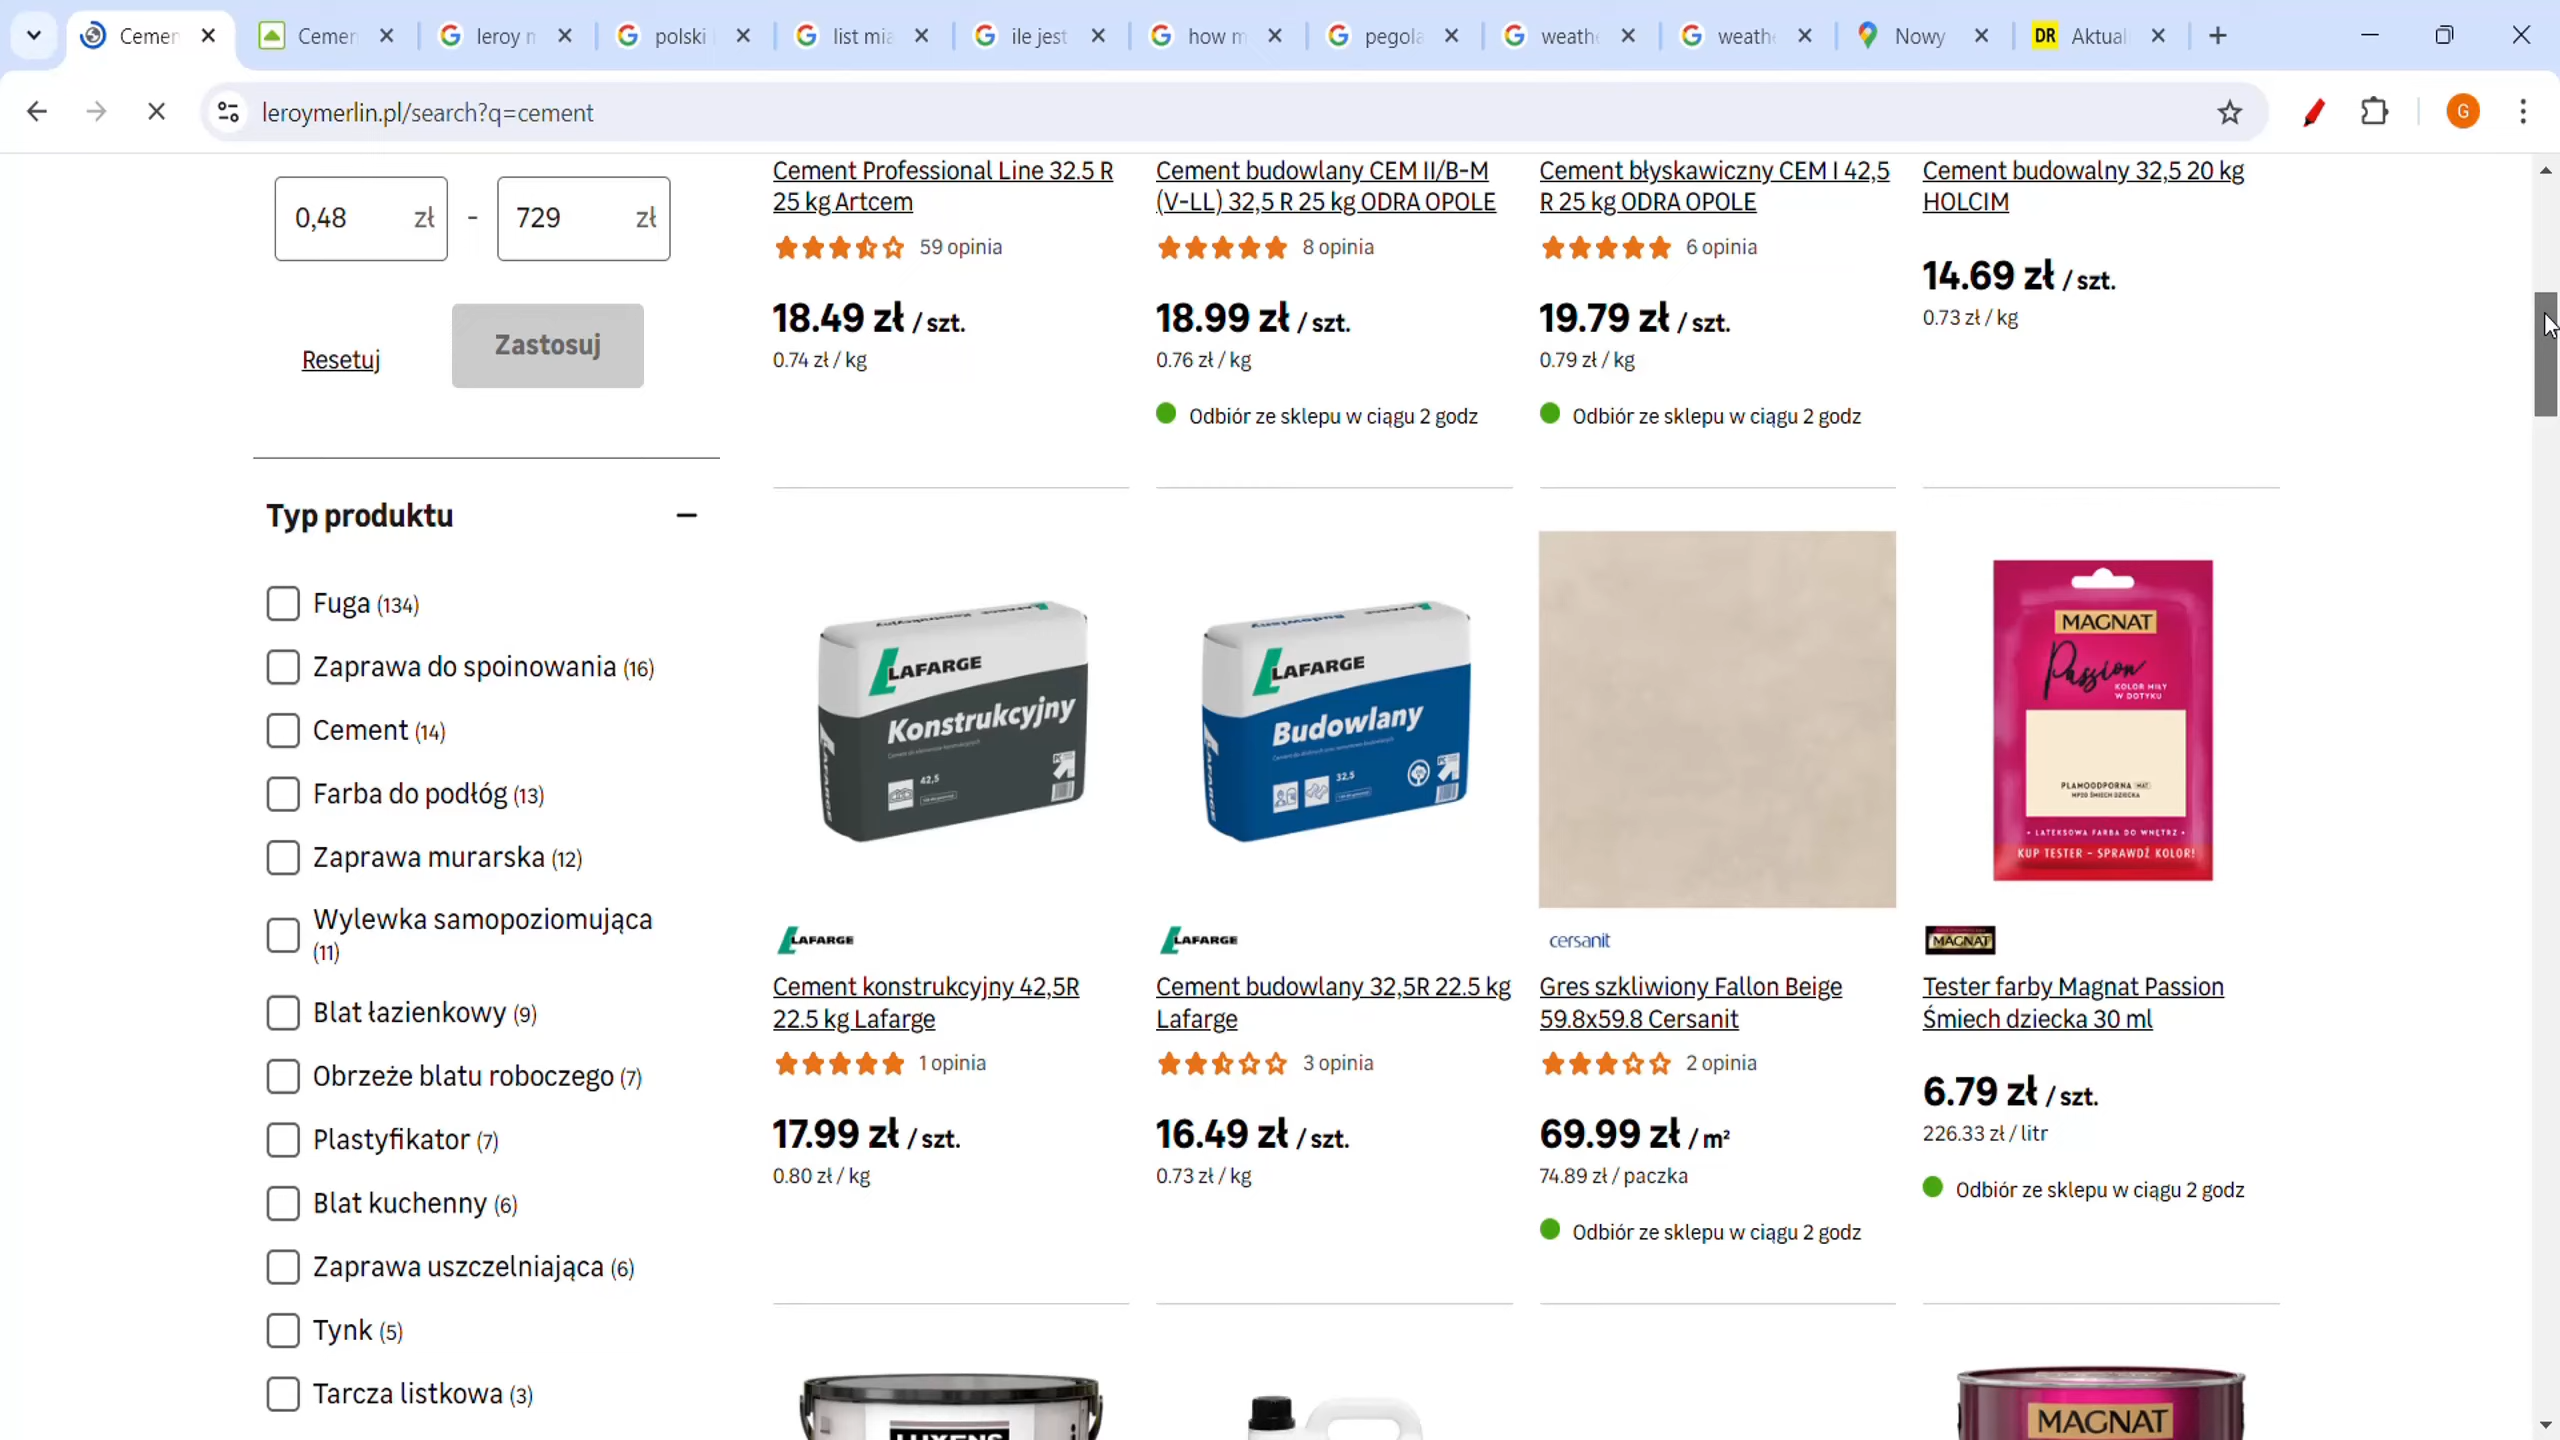 Cemen
Cemen
leroy n
polski
list mia
ile jest
how m
pegola
weathe
weathe
Nowy
DR Aktual
leroymerlin.pl/search?q=cement
G
0,48 zł - 729 zł
Resetuj
Zastosuj
Typ produktu
Fuga (134)
Zaprawa do spoinowania (16)
Cement (14)
Farba do podłóg (13)
Zaprawa murarska (12)
Wylewka samopoziomująca
(11)
Blat łazienkowy (9)
Obrzeże blatu roboczego (7)
Plastyfikator (7)
Blat kuchenny (6)
Zaprawa uszczelniająca (6)
Tynk (5)
Tarcza listkowa (3)
Cement Professional Line 32.5 R
25 kg Artcem
59 opinia
18.49 zł / szt.
0.74 zł / kg
Cement budowlany CEM II/B-M
(V-LL) 32,5 R 25 kg ODRA OPOLE
8 opinia
18.99 zł / szt.
0.76 zł / kg
Odbiór ze sklepu w ciągu 2 godz
Cement błyskawiczny CEM I 42,5
R 25 kg ODRA OPOLE
6 opinia
19.79 zł / szt.
0.79 zł / kg
Odbiór ze sklepu w ciągu 2 godz
Cement budowalny 32,5 20 kg
HOLCIM
14.69 zł / szt.
0.73 zł / kg
LAFARGE
Konstrukcyjny
42,5
LAFARGE
LAFARGE
Cement konstrukcyjny 42,5R
22.5 kg Lafarge
1 opinia
17.99 zł / szt.
0.80 zł / kg
LAFARGE
Budowlany
32,5
LAFARGE
LAFARGE
Cement budowlany 32,5R 22.5 kg
Lafarge
3 opinia
16.49 zł / szt.
0.73 zł / kg
cersanit
Gres szkliwiony Fallon Beige
59.8x59.8 Cersanit
2 opinia
69.99 zł / m²
74.89 zł / paczka
Odbiór ze sklepu w ciągu 2 godz
MAGNAT
Passion
KOLOR MIŁY
W DOTYKU
PLAMOODPORNA MAT
MP20 ŚMIECH DZIECKA
• LATEKSOWA FARBA DO WNĘTRZ •
KUP TESTER – SPRAWDŹ KOLOR!
MAGNAT
Tester farby Magnat Passion
Śmiech dziecka 30 ml
6.79 zł / szt.
226.33 zł / litr
Odbiór ze sklepu w ciągu 2 godz
LUXENS
MAGNAT